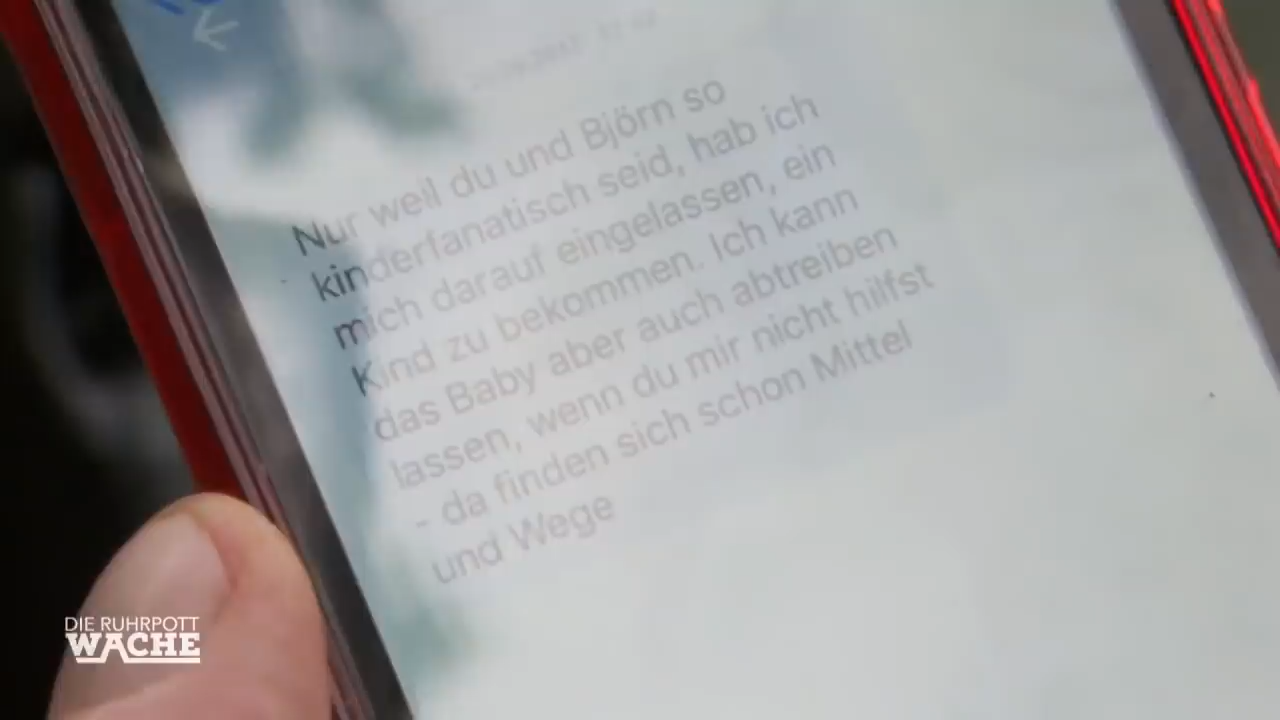 Nur weil du und Björn so
kinderfanatisch seid, hab ich
mich darauf eingelassen, ein
Kind zu bekommen. Ich kann
das Baby aber auch abtreiben
lassen, wenn du mir nicht hilfst
- da finden sich schon Mittel
und Wege
DIE RUHRPOTT
WACHE